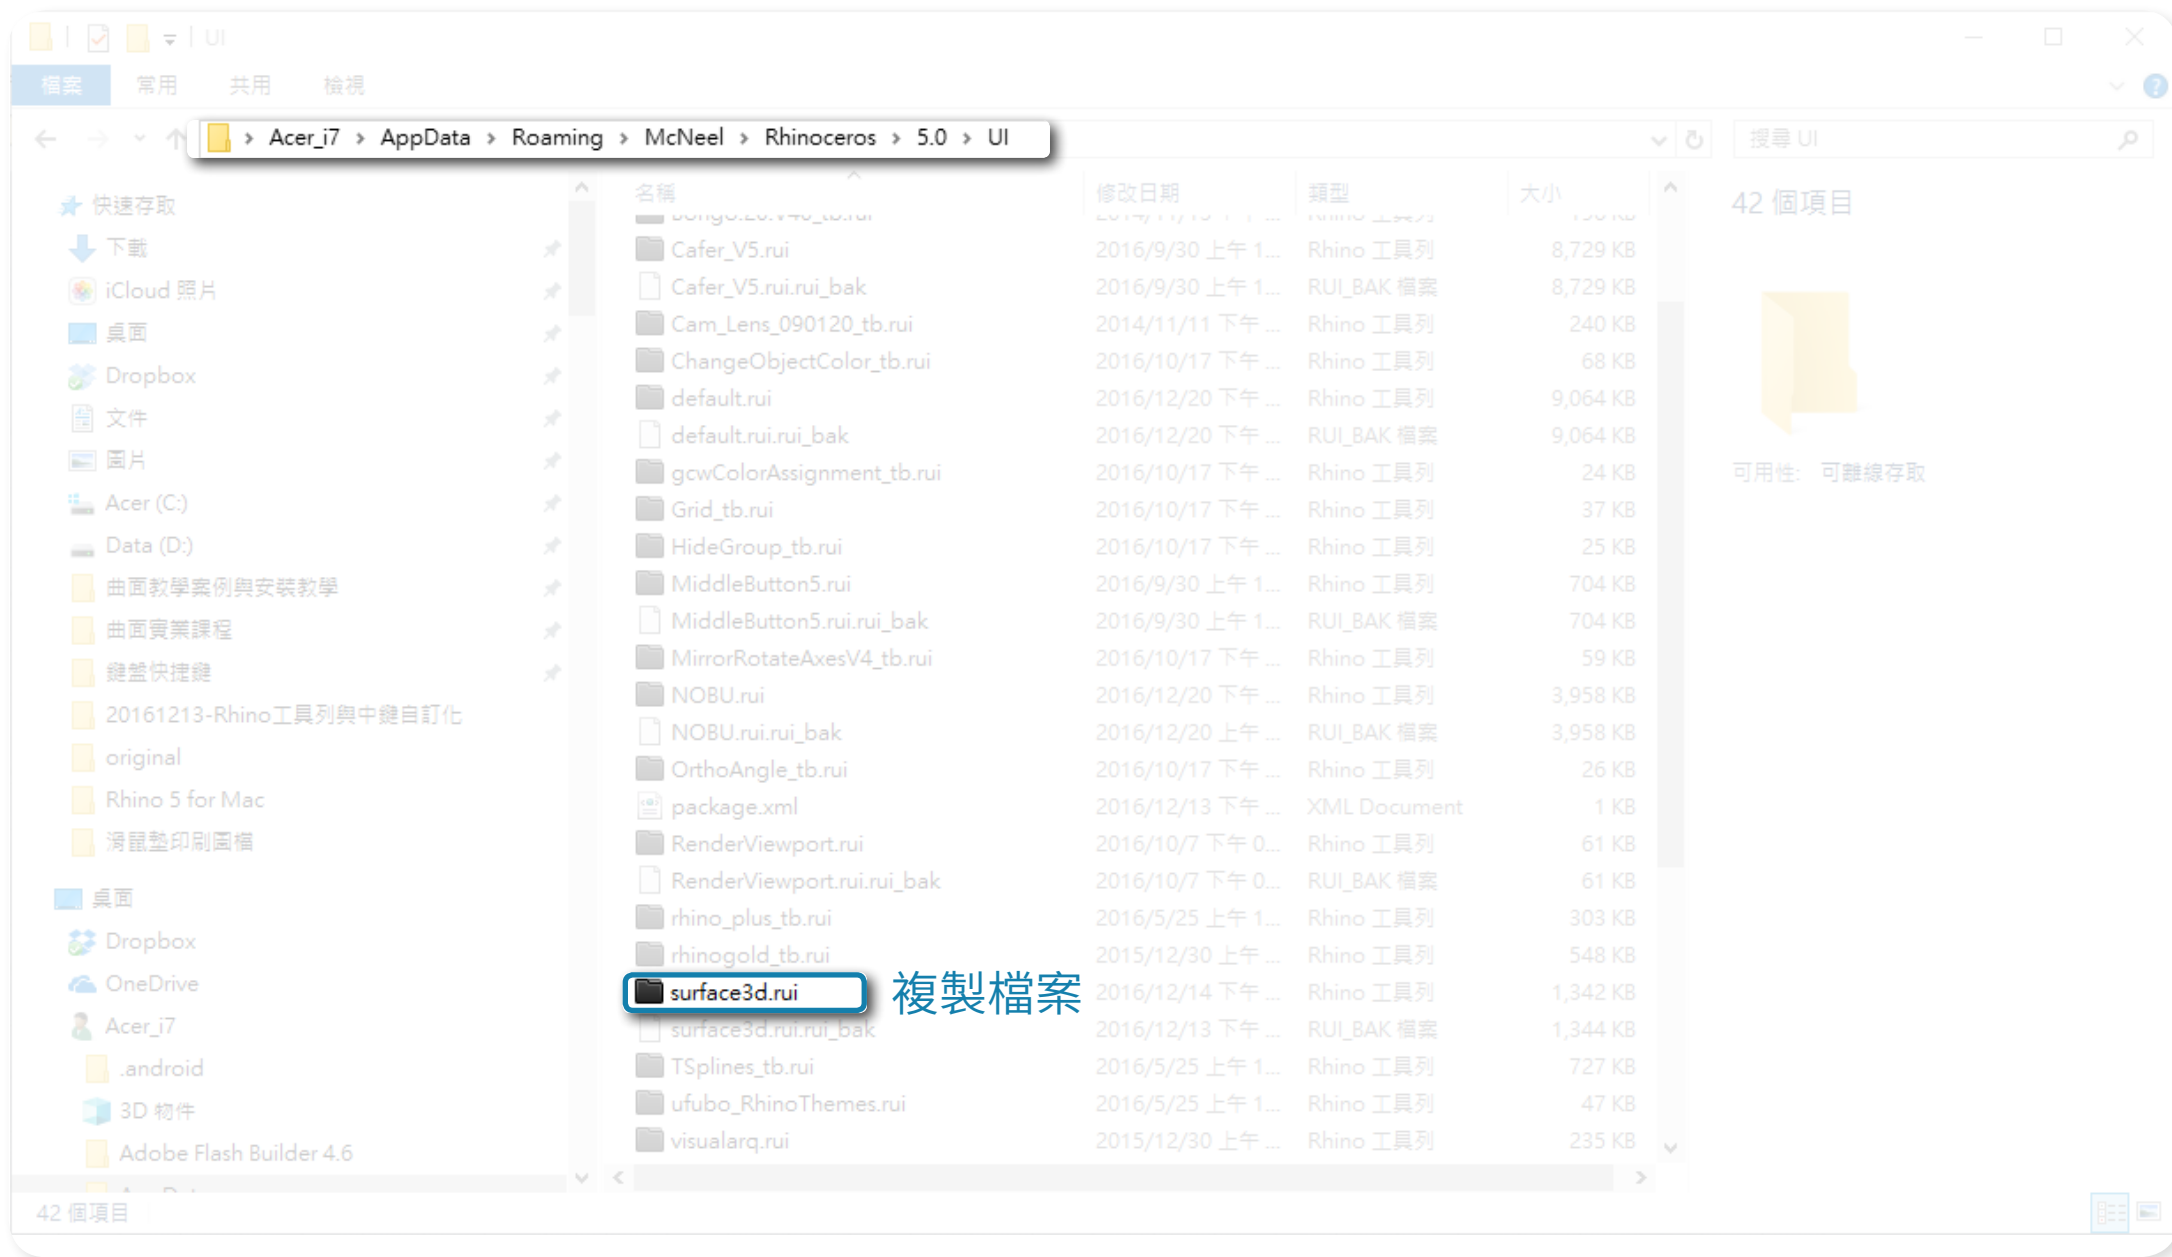 UI
檔案 常用 共用 檢視
Acer_i7 > AppData > Roaming > McNeel > Rhinoceros > 5.0 > UI
搜尋 UI
快速存取
下載
iCloud 照片
桌面
Dropbox
文件
圖片
Acer (C:)
Data (D:)
曲面教學案例與安裝教學
曲面實業課程
鍵盤快捷鍵
20161213-Rhino工具列與中鍵自訂化
original
Rhino 5 for Mac
滑鼠墊印刷圖檔
桌面
Dropbox
OneDrive
Acer_i7
.android
3D 物件
Adobe Flash Builder 4.6
名稱 修改日期 類型 大小
Cafer_V5.rui 2016/9/30 上午 1... Rhino 工具列 8,729 KB
Cafer_V5.rui.rui_bak 2016/9/30 上午 1... RUI_BAK 檔案 8,729 KB
Cam_Lens_090120_tb.rui 2014/11/11 下午 ... Rhino 工具列 240 KB
ChangeObjectColor_tb.rui 2016/10/17 下午 ... Rhino 工具列 68 KB
default.rui 2016/12/20 下午 ... Rhino 工具列 9,064 KB
default.rui.rui_bak 2016/12/20 下午 ... RUI_BAK 檔案 9,064 KB
gcwColorAssignment_tb.rui 2016/10/17 下午 ... Rhino 工具列 24 KB
Grid_tb.rui 2016/10/17 下午 ... Rhino 工具列 37 KB
HideGroup_tb.rui 2016/10/17 下午 ... Rhino 工具列 25 KB
MiddleButton5.rui 2016/9/30 上午 1... Rhino 工具列 704 KB
MiddleButton5.rui.rui_bak 2016/9/30 上午 1... RUI_BAK 檔案 704 KB
MirrorRotateAxesV4_tb.rui 2016/10/17 下午 ... Rhino 工具列 59 KB
NOBU.rui 2016/12/20 下午 ... Rhino 工具列 3,958 KB
NOBU.rui.rui_bak 2016/12/20 上午 ... RUI_BAK 檔案 3,958 KB
OrthoAngle_tb.rui 2016/10/17 下午 ... Rhino 工具列 26 KB
package.xml 2016/12/13 下午 ... XML Document 1 KB
RenderViewport.rui 2016/10/7 下午 0... Rhino 工具列 61 KB
RenderViewport.rui.rui_bak 2016/10/7 下午 0... RUI_BAK 檔案 61 KB
rhino_plus_tb.rui 2016/5/25 上午 1... Rhino 工具列 303 KB
rhinogold_tb.rui 2015/12/30 上午 ... Rhino 工具列 548 KB
surface3d.rui 複製檔案 2016/12/14 下午 ... Rhino 工具列 1,342 KB
surface3d.rui.rui_bak 2016/12/13 下午 ... RUI_BAK 檔案 1,344 KB
TSplines_tb.rui 2016/5/25 上午 1... Rhino 工具列 727 KB
ufubo_RhinoThemes.rui 2016/5/25 上午 1... Rhino 工具列 47 KB
visualarq.rui 2015/12/30 上午 ... Rhino 工具列 235 KB
42 個項目
可用性: 可離線存取
42 個項目